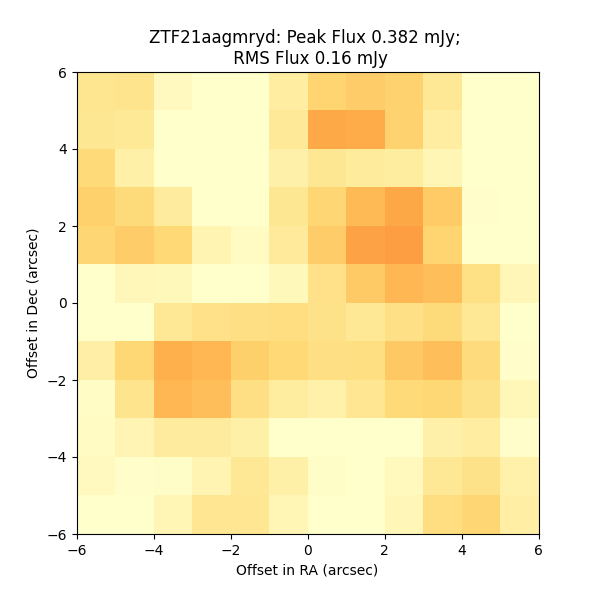 ZTF21aagmryd: Peak Flux 0.382 mJy;
RMS Flux 0.16 mJy
6
4
2
0
−2
−4
−6
Offset in Dec (arcsec)
−6 −4 −2 0 2 4 6
Offset in RA (arcsec)